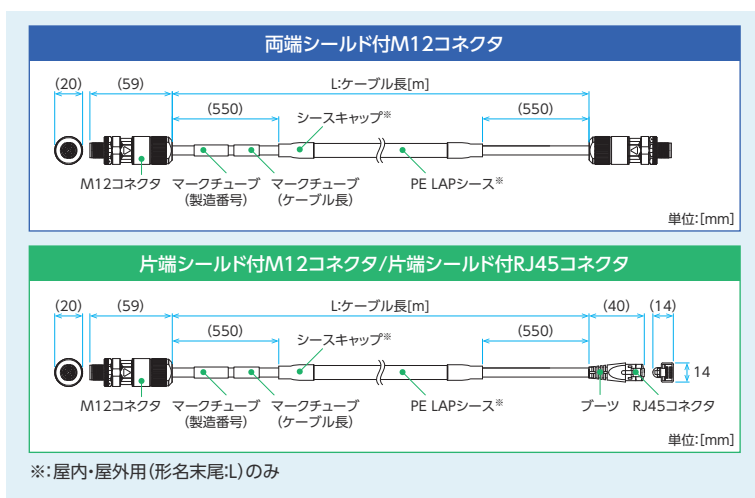 両端シールド付M12コネクタ
(20) (59) L:ケーブル長[m]
(550) シースキャップ※ (550)
M12コネクタ マークチューブ マークチューブ PE LAPシース※
(製造番号) (ケーブル長)
単位:[mm]
片端シールド付M12コネクタ/片端シールド付RJ45コネクタ
(20) (59) L:ケーブル長[m] (40) (14)
(550) シースキャップ※ (550)
14
M12コネクタ マークチューブ マークチューブ PE LAPシース※ ブーツ RJ45コネクタ
(製造番号) (ケーブル長)
単位:[mm]
※:屋内・屋外用(形名末尾:L)のみ